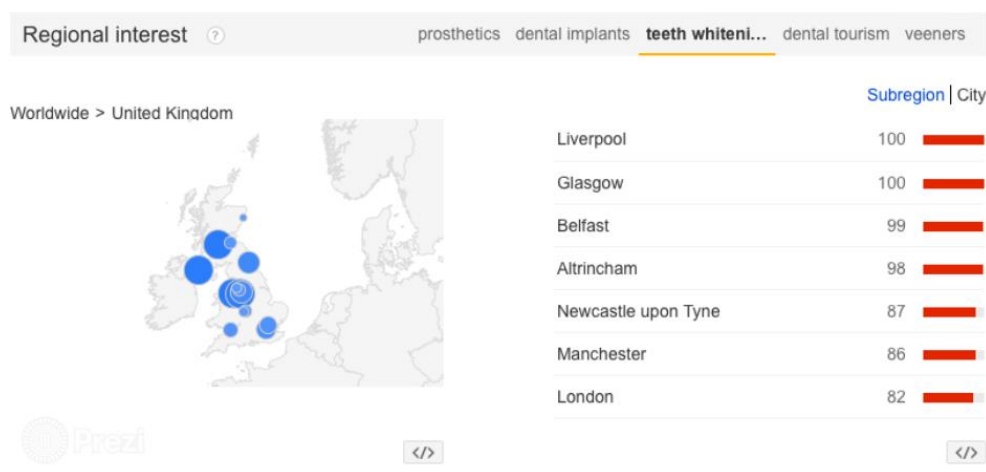 Regional interest ?
prosthetics dental implants teeth whiteni... dental tourism veeners
Subregion | City
Worldwide > United Kingdom
Liverpool 100
Glasgow 100
Belfast 99
Altrincham 98
Newcastle upon Tyne 87
Manchester 86
London 82
Prezi
</> </>